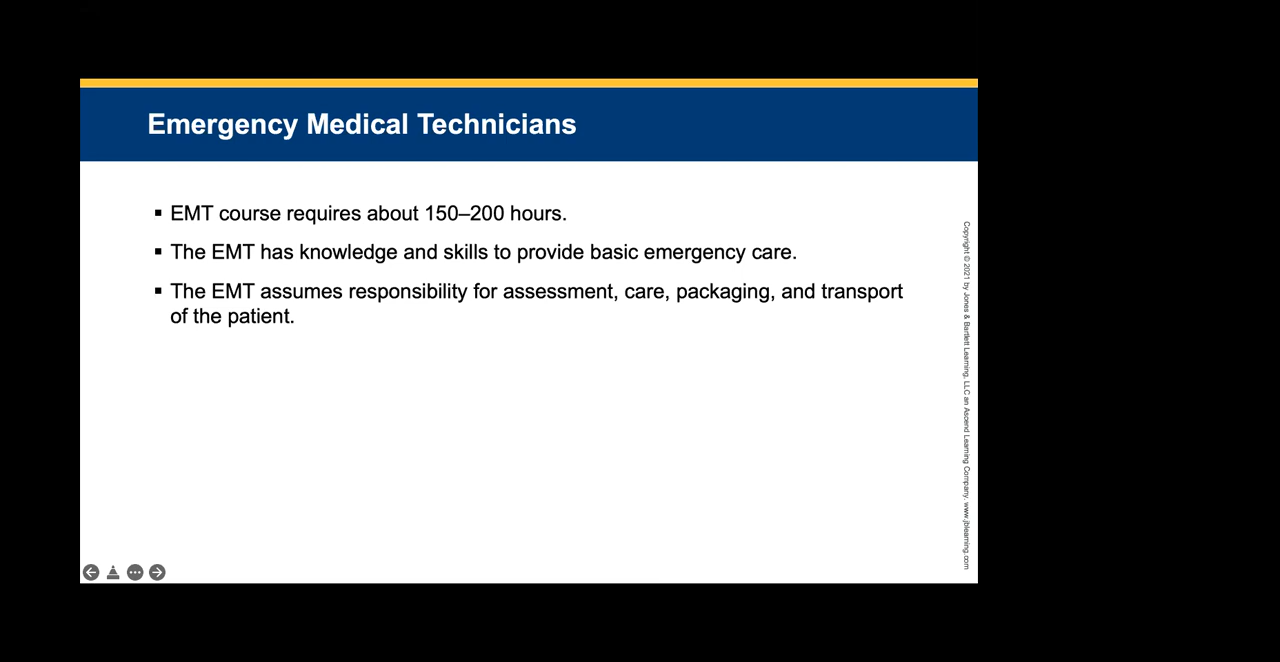 Emergency Medical Technicians
▪ EMT course requires about 150–200 hours.
▪ The EMT has knowledge and skills to provide basic emergency care.
▪ The EMT assumes responsibility for assessment, care, packaging, and transport
of the patient.
Copyright © 2021 by Jones & Bartlett Learning, LLC an Ascend Learning Company. www.jblearning.com